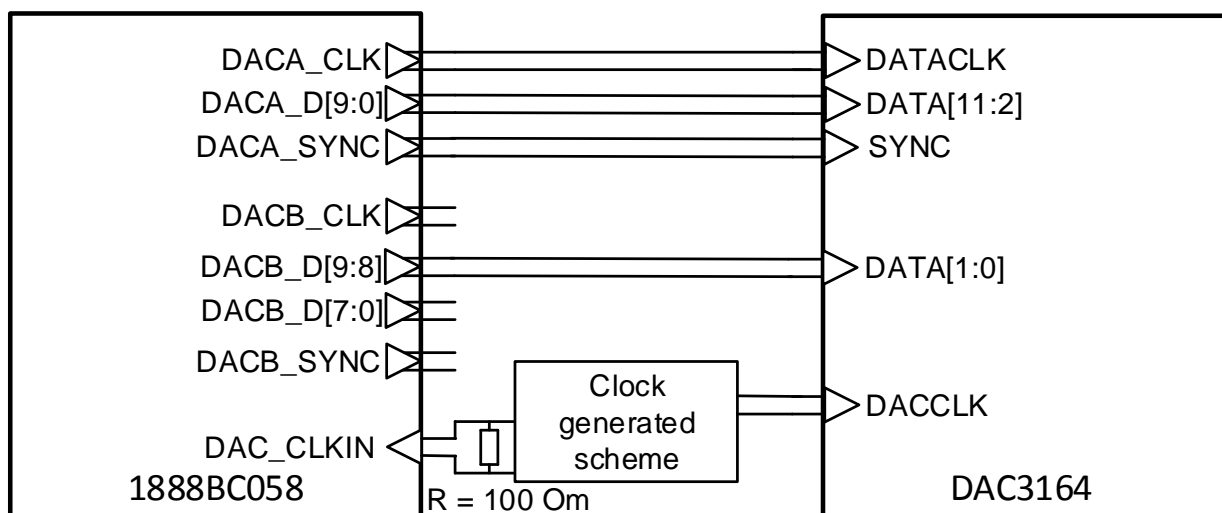 DACA_CLK
DATACLK
DACA_D[9:0]
DATA[11:2]
DACA_SYNC
SYNC
DACB_CLK
DACB_D[9:8]
DATA[1:0]
DACB_D[7:0]
DACB_SYNC
Clock
generated
scheme
DACCLK
DAC_CLKIN
1888BC058
R = 100 Om
DAC3164